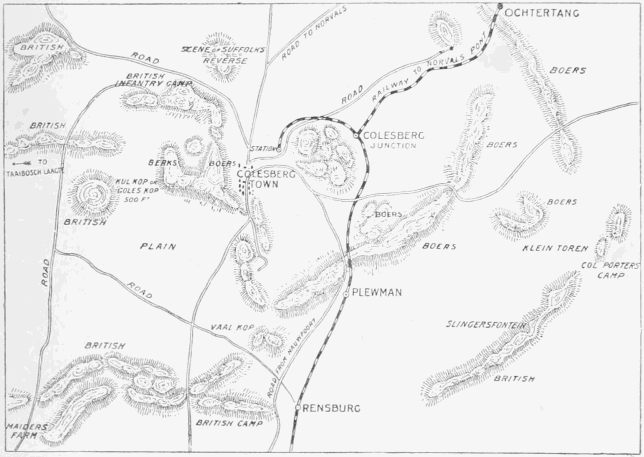 OCHTERTANG
BRITISH
ROAD
SCENE OF SUFFOLKS
REVERSE
ROAD TO NORVALS
RAILWAY TO NORVALS PONT
BOERS
BRITISH
INFANTRY CAMP
ROAD
BRITISH
STATION
COLESBERG
JUNCTION
BOERS
TO
TAAIBOSCH LAAGTE
BERKS
BOERS
COLESBERG
TOWN
KUL KOP OR
COLES KOP
800 FT
BRITISH
BOERS
BOERS
PLAIN
BOERS
KLEIN TOREN
COL PORTERS
CAMP
ROAD
ROAD
PLEWMAN
SLINGERSFONTEIN
VAAL KOP
ROAD FROM NAAUWPOORT
BRITISH
BRITISH
RENSBURG
MAIDERS
FARM
BRITISH CAMP